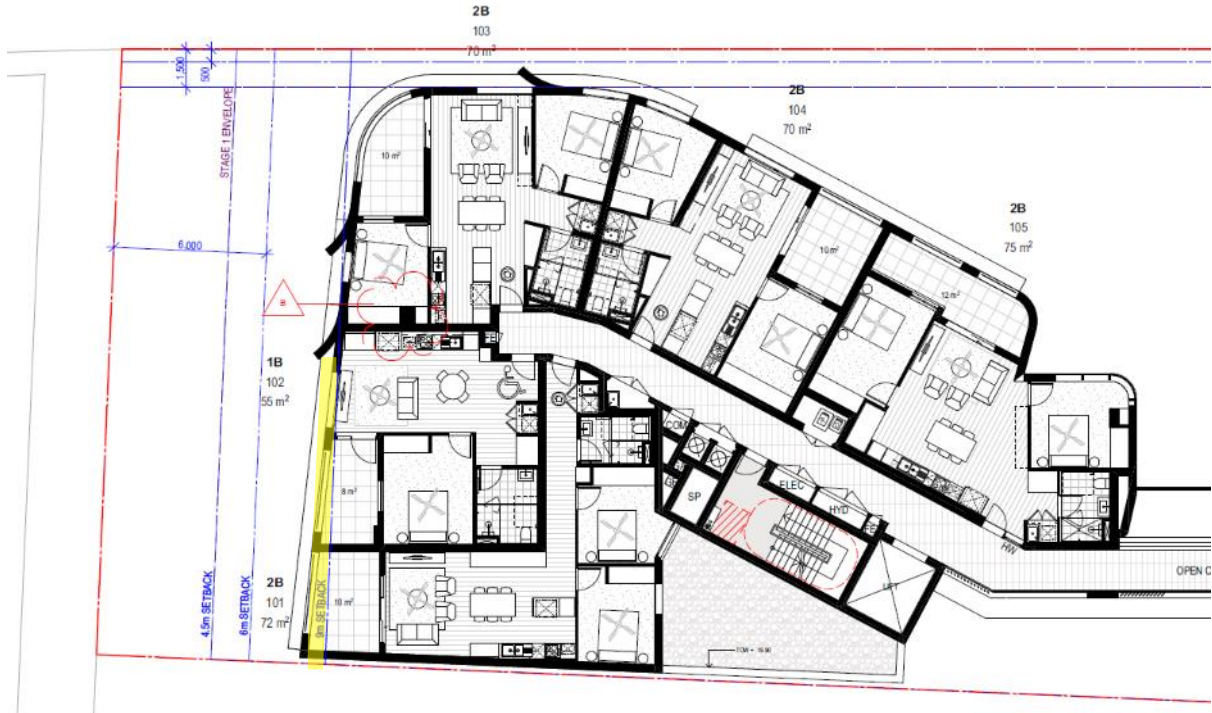 2B
103
70 m²
1,500
500
STAGE 1 ENVELOPE
2B
104
70 m²
10 m²
2B
105
75 m²
6,000
10 m²
12 m²
B
1B
102
55 m²
COM
8 m²
SP
ELEC
HYD
HW
LIFT
OPEN C
2B
101
72 m²
10 m²
4.5m SETBACK
6m SETBACK
9m SETBACK